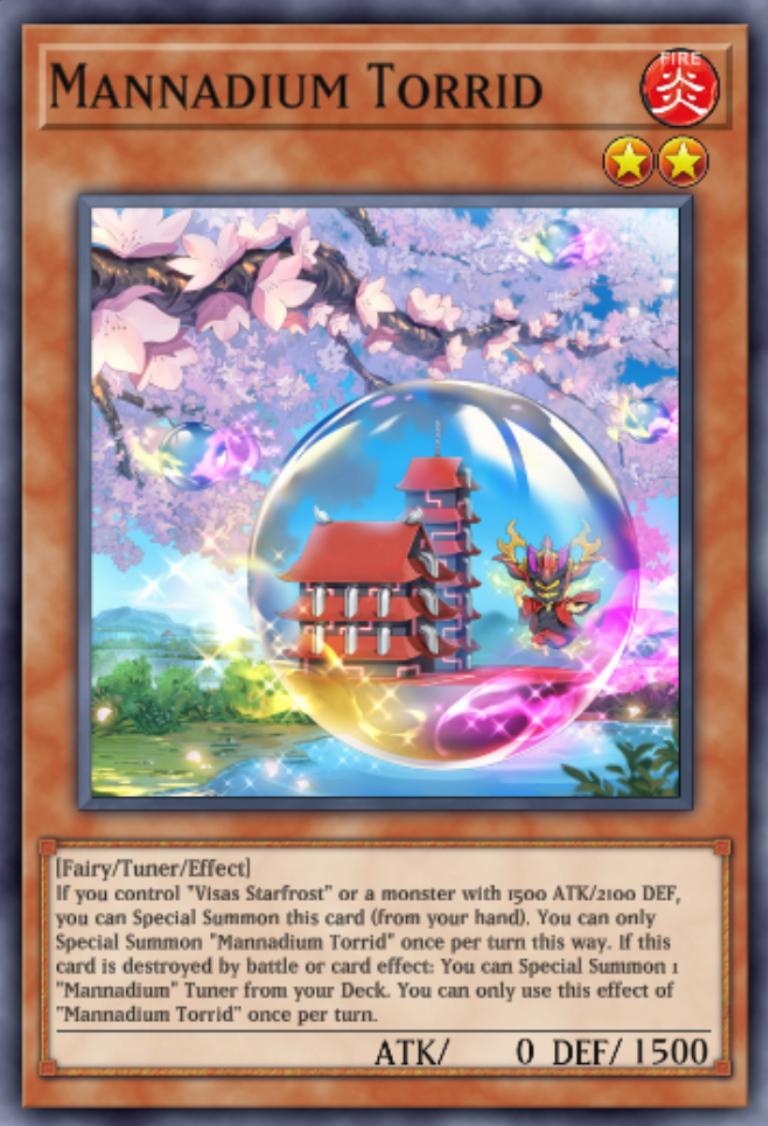 Mannadium Torrid
FIRE
炎
[Fairy/Tuner/Effect]
If you control "Visas Starfrost" or a monster with 1500 ATK/2100 DEF,
you can Special Summon this card (from your hand). You can only
Special Summon "Mannadium Torrid" once per turn this way. If this
card is destroyed by battle or card effect: You can Special Summon 1
"Mannadium" Tuner from your Deck. You can only use this effect of
"Mannadium Torrid" once per turn.
ATK/ 0 DEF/ 1500